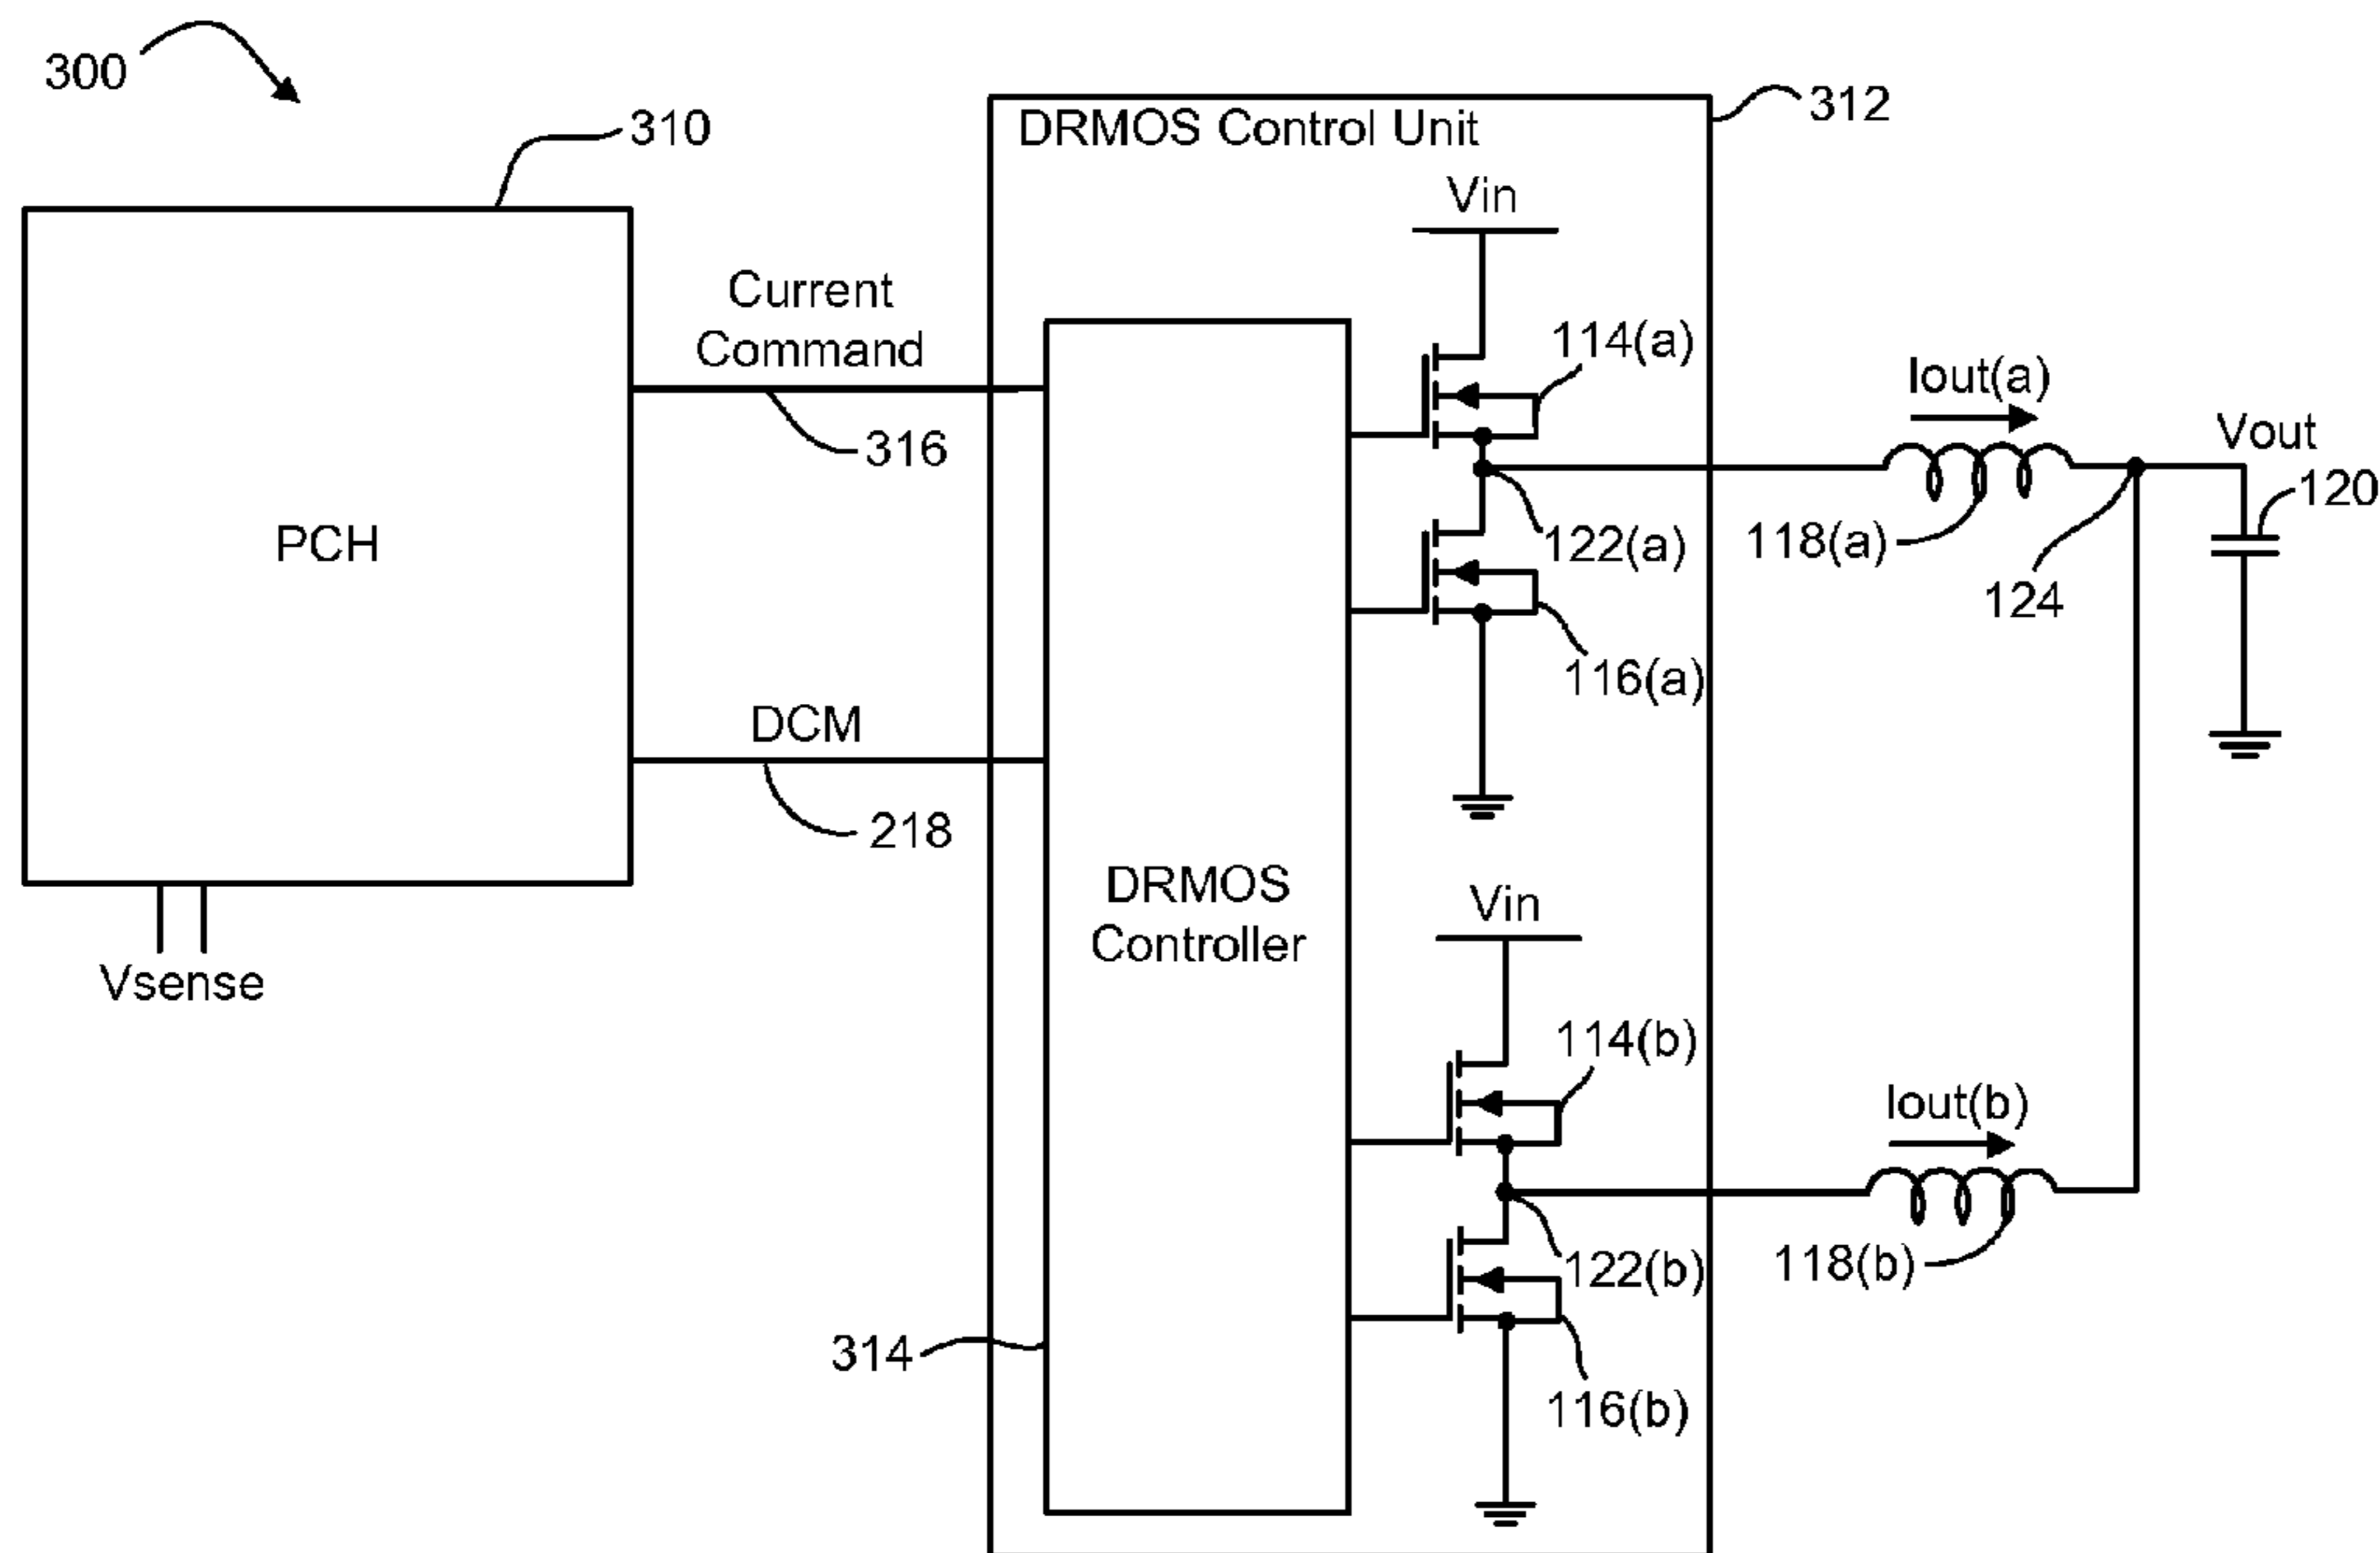 300
310
312
DRMOS Control Unit
Vin
Current
Command
114(a)
Iout(a)
Vout
316
120
PCH
122(a)
118(a)
124
116(a)
DCM
218
DRMOS
Controller
Vin
Vsense
114(b)
Iout(b)
122(b)
118(b)
314
116(b)